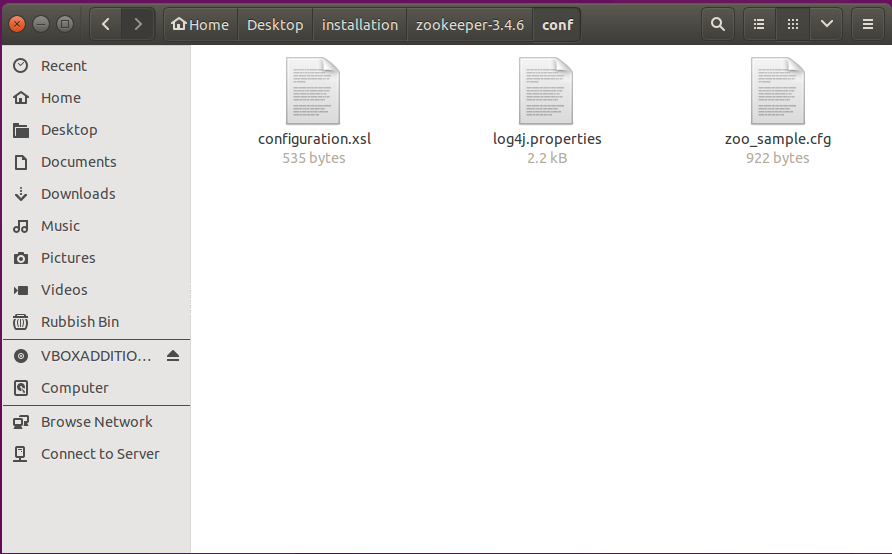 Home Desktop installation zookeeper-3.4.6 conf
Recent
Home
Desktop
Documents
Downloads
Music
Pictures
Videos
Rubbish Bin
VBOXADDITIO...
Computer
Browse Network
Connect to Server
configuration.xsl
535 bytes
log4j.properties
2.2 kB
zoo_sample.cfg
922 bytes